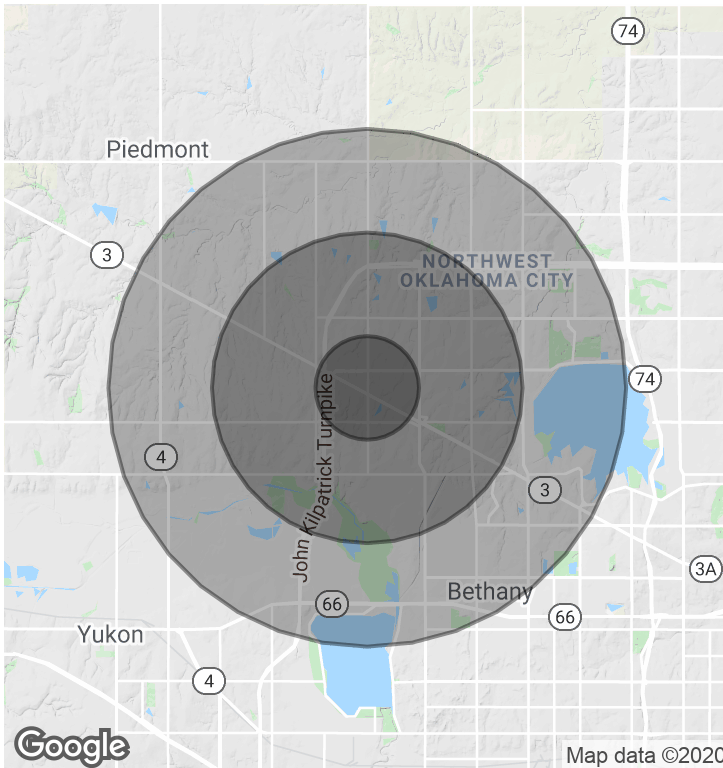 74
Piedmont
3
NORTHWEST
OKLAHOMA CITY
74
John Kilpatrick Turnpike
4
3
3A
Bethany
66
66
Yukon
4
Google
Map data ©2020